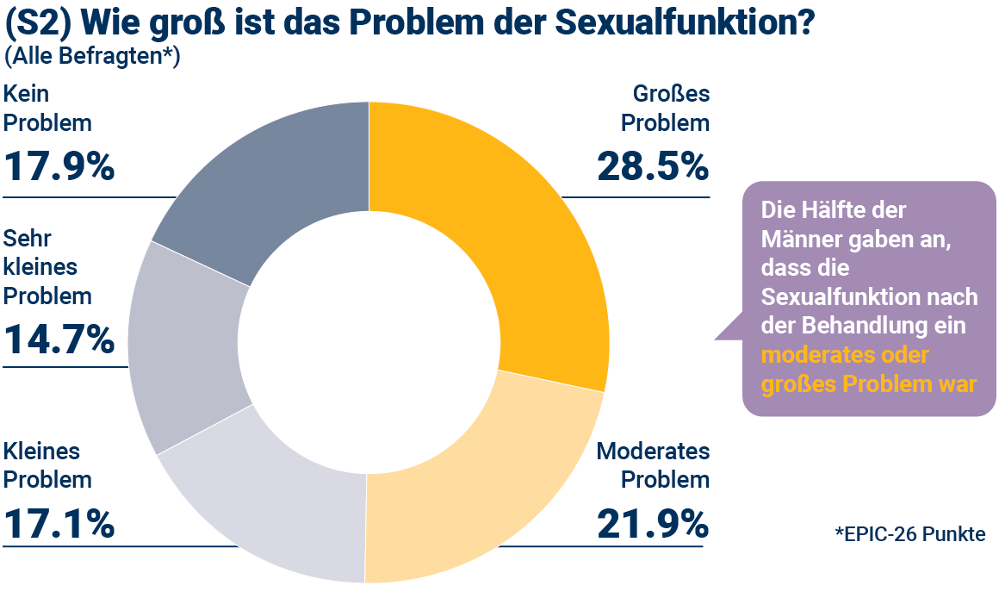 (S2) Wie groß ist das Problem der Sexualfunktion?
(Alle Befragten*)
Kein
Problem
17.9%
Großes
Problem
28.5%
Sehr
kleines
Problem
14.7%
Die Hälfte der
Männer gaben an,
dass die
Sexualfunktion nach
der Behandlung ein
moderates oder
großes Problem war
Kleines
Problem
17.1%
Moderates
Problem
21.9%
*EPIC-26 Punkte